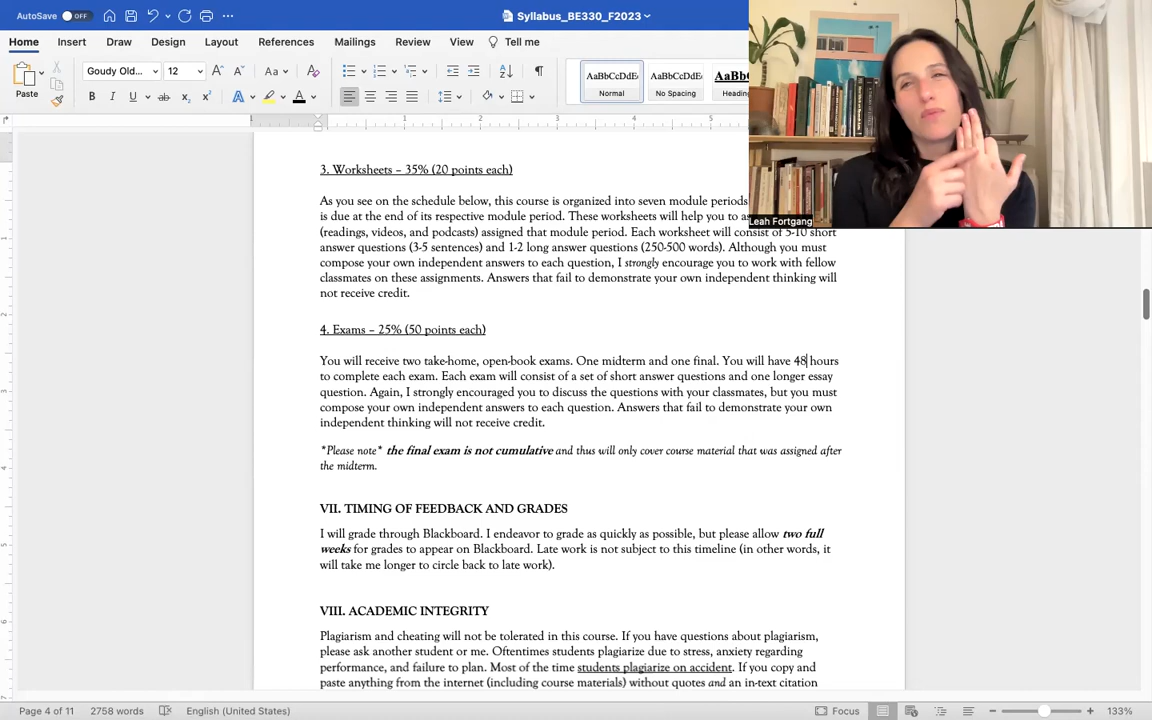 AutoSave OFF
Syllabus_BE330_F2023
Home Insert Draw Design Layout References Mailings Review View Tell me
Paste
Goudy Old... 12
Aa
B I U ab x₂ x² A A
AaBbCcDdE AaBbCcDdE AaBbC
Normal No Spacing Heading
1 1 2 3 4 5
Leah Fortgang
3. Worksheets – 35% (20 points each)
As you see on the schedule below, this course is organized into seven module periods
is due at the end of its respective module period. These worksheets will help you to
(readings, videos, and podcasts) assigned that module period. Each worksheet will consist of 5-10 short
answer questions (3-5 sentences) and 1-2 long answer questions (250-500 words). Although you must
compose your own independent answers to each question, I strongly encourage you to work with fellow
classmates on these assignments. Answers that fail to demonstrate your own independent thinking will
not receive credit.
4. Exams – 25% (50 points each)
You will receive two take-home, open-book exams. One midterm and one final. You will have 48 hours
to complete each exam. Each exam will consist of a set of short answer questions and one longer essay
question. Again, I strongly encouraged you to discuss the questions with your classmates, but you must
compose your own independent answers to each question. Answers that fail to demonstrate your own
independent thinking will not receive credit.
*Please note* the final exam is not cumulative and thus will only cover course material that was assigned after
the midterm.
VII. TIMING OF FEEDBACK AND GRADES
I will grade through Blackboard. I endeavor to grade as quickly as possible, but please allow two full
weeks for grades to appear on Blackboard. Late work is not subject to this timeline (in other words, it
will take me longer to circle back to late work).
VIII. ACADEMIC INTEGRITY
Plagiarism and cheating will not be tolerated in this course. If you have questions about plagiarism,
please ask another student or me. Oftentimes students plagiarize due to stress, anxiety regarding
performance, and failure to plan. Most of the time students plagiarize on accident. If you copy and
paste anything from the internet (including course materials) without quotes and an in-text citation
Page 4 of 11 2758 words English (United States) Focus 133%